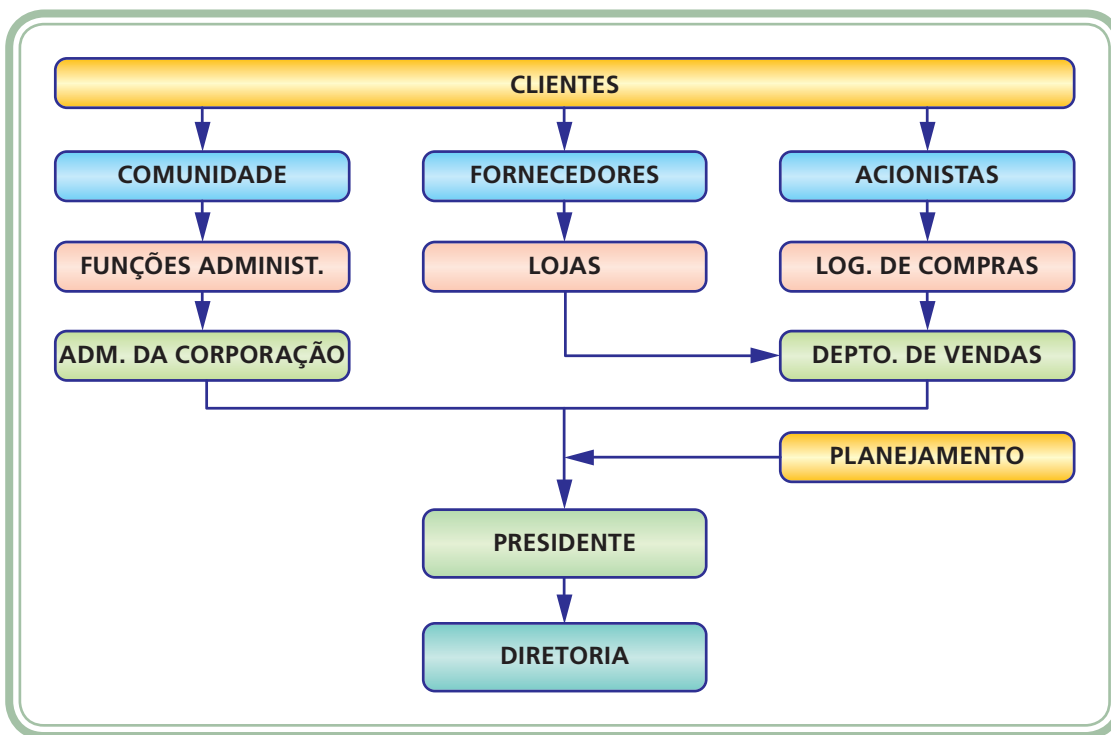 CLIENTES
COMUNIDADE
FORNECEDORES
ACIONISTAS
FUNÇÕES ADMINIST.
LOJAS
LOG. DE COMPRAS
ADM. DA CORPORAÇÃO
DEPTO. DE VENDAS
PLANEJAMENTO
PRESIDENTE
DIRETORIA